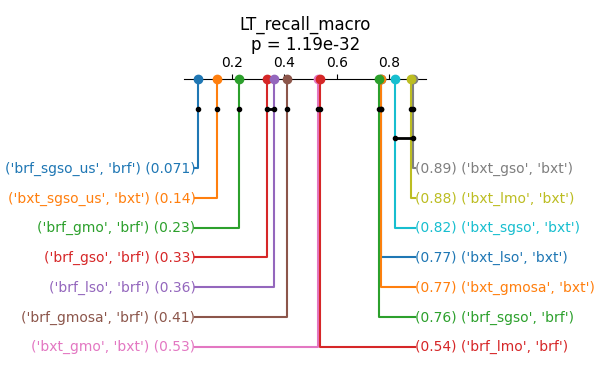 LT_recall_macro
p = 1.19e-32
0.2 0.4 0.6 0.8
('brf_sgso_us', 'brf') (0.071) (0.89) ('bxt_gso', 'bxt')
('bxt_sgso_us', 'bxt') (0.14) (0.88) ('bxt_lmo', 'bxt')
('brf_gmo', 'brf') (0.23) (0.82) ('bxt_sgso', 'bxt')
('brf_gso', 'brf') (0.33) (0.77) ('bxt_lso', 'bxt')
('brf_lso', 'brf') (0.36) (0.77) ('bxt_gmosa', 'bxt')
('brf_gmosa', 'brf') (0.41) (0.76) ('brf_sgso', 'brf')
('bxt_gmo', 'bxt') (0.53) (0.54) ('brf_lmo', 'brf')